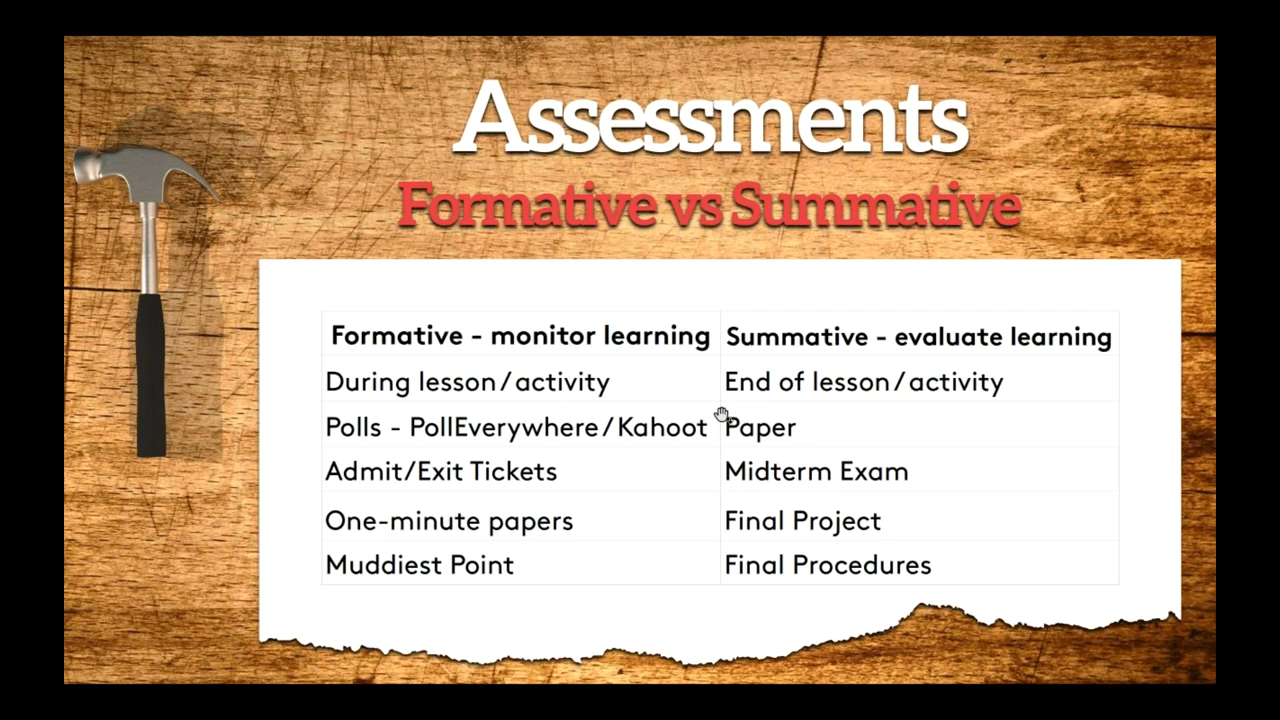 Assessments
Formative vs Summative
Formative - monitor learning Summative - evaluate learning
During lesson / activity End of lesson / activity
Polls - PollEverywhere / Kahoot Paper
Admit/Exit Tickets Midterm Exam
One-minute papers Final Project
Muddiest Point Final Procedures